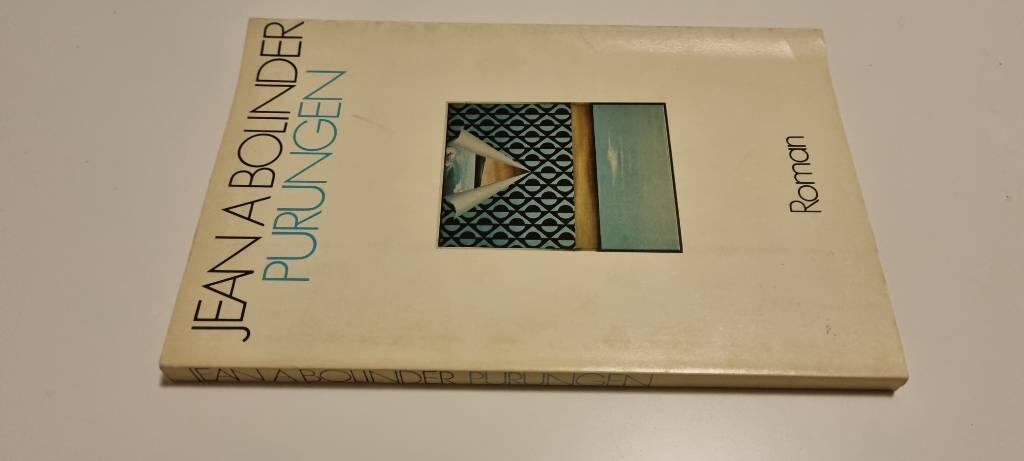 JEAN A BOLINDER
PURUNGEN
Roman
JEAN A BOLINDER PURUNGEN